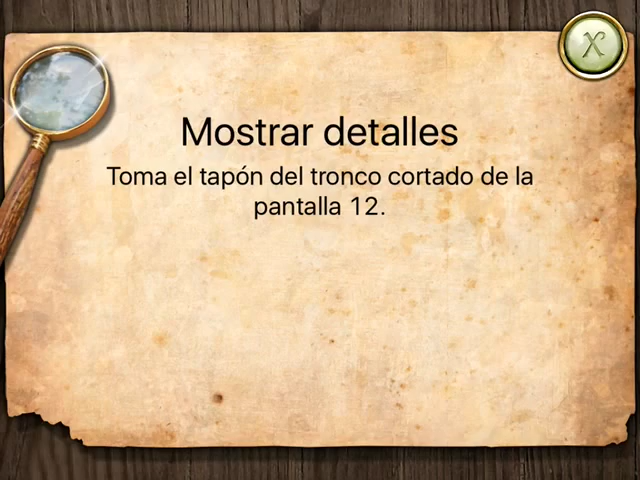 Mostrar detalles
Toma el tapón del tronco cortado de la
pantalla 12.
X